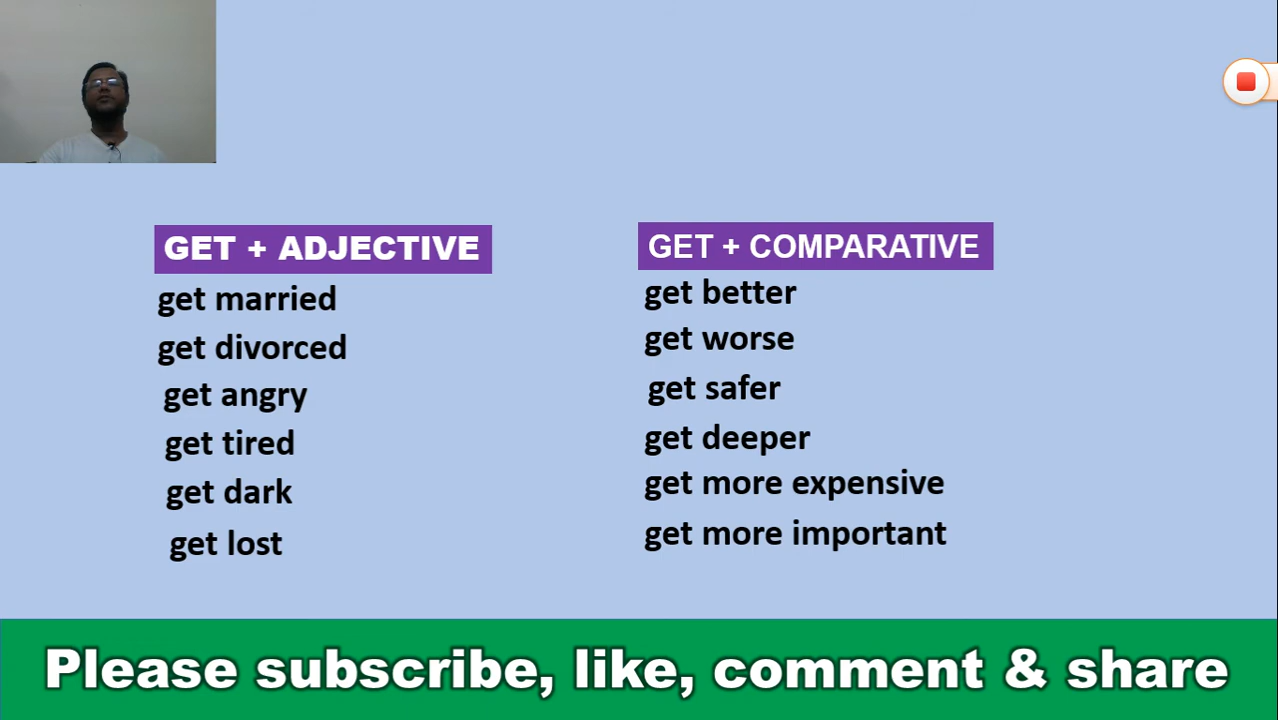 GET + ADJECTIVE
get married
get divorced
get angry
get tired
get dark
get lost
GET + COMPARATIVE
get better
get worse
get safer
get deeper
get more expensive
get more important
Please subscribe, like, comment & share